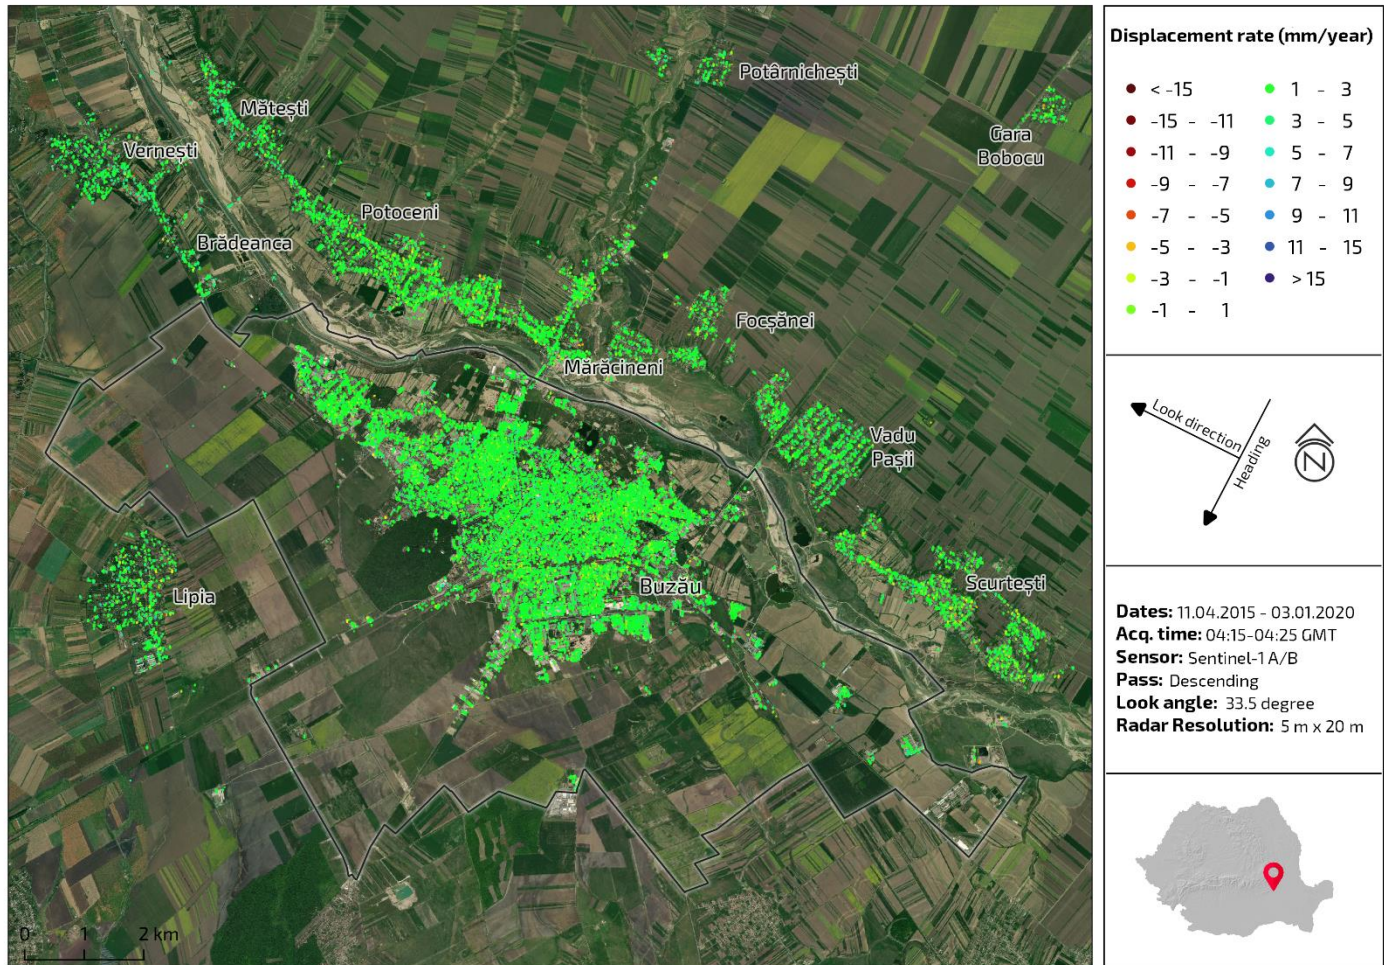 Potârnichești
Mătești
Gara
Bobocu
Vernești
Potoceni
Brădeanca
Focșănei
Mărăcineni
Vadu
Pașii
Scurtești
Buzău
Lipia
0 1 2 km
Displacement rate (mm/year)
< -15
-15 - -11
-11 - -9
-9 - -7
-7 - -5
-5 - -3
-3 - -1
-1 - 1
1 - 3
3 - 5
5 - 7
7 - 9
9 - 11
11 - 15
> 15
Look direction
Heading
N
Dates: 11.04.2015 - 03.01.2020
Acq. time: 04:15-04:25 GMT
Sensor: Sentinel-1 A/B
Pass: Descending
Look angle: 33.5 degree
Radar Resolution: 5 m x 20 m